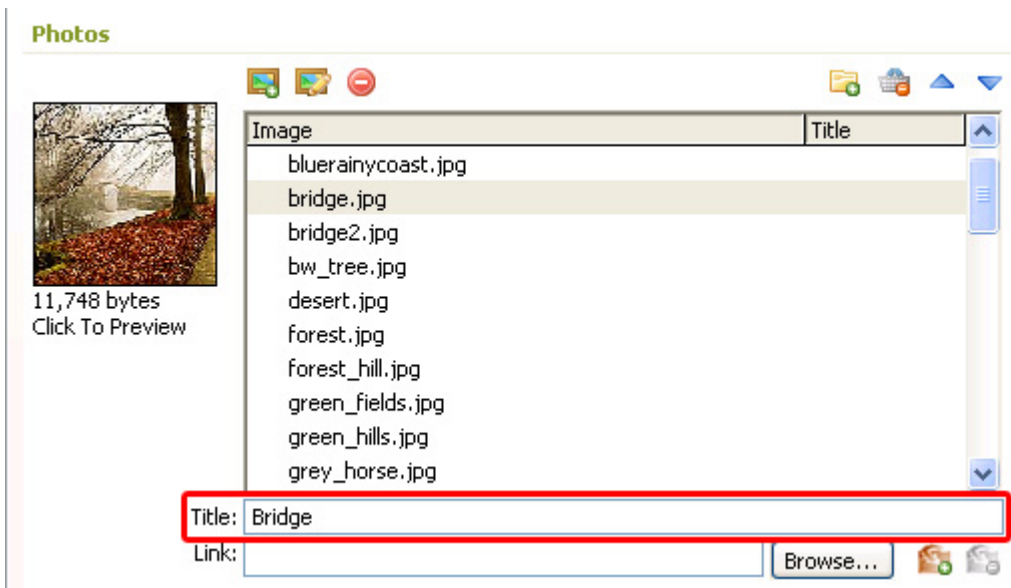 Photos
Image Title
bluerainycoast.jpg
bridge.jpg
bridge2.jpg
bw_tree.jpg
desert.jpg
forest.jpg
forest_hill.jpg
green_fields.jpg
green_hills.jpg
grey_horse.jpg
11,748 bytes
Click To Preview
Title: Bridge
Link: Browse...